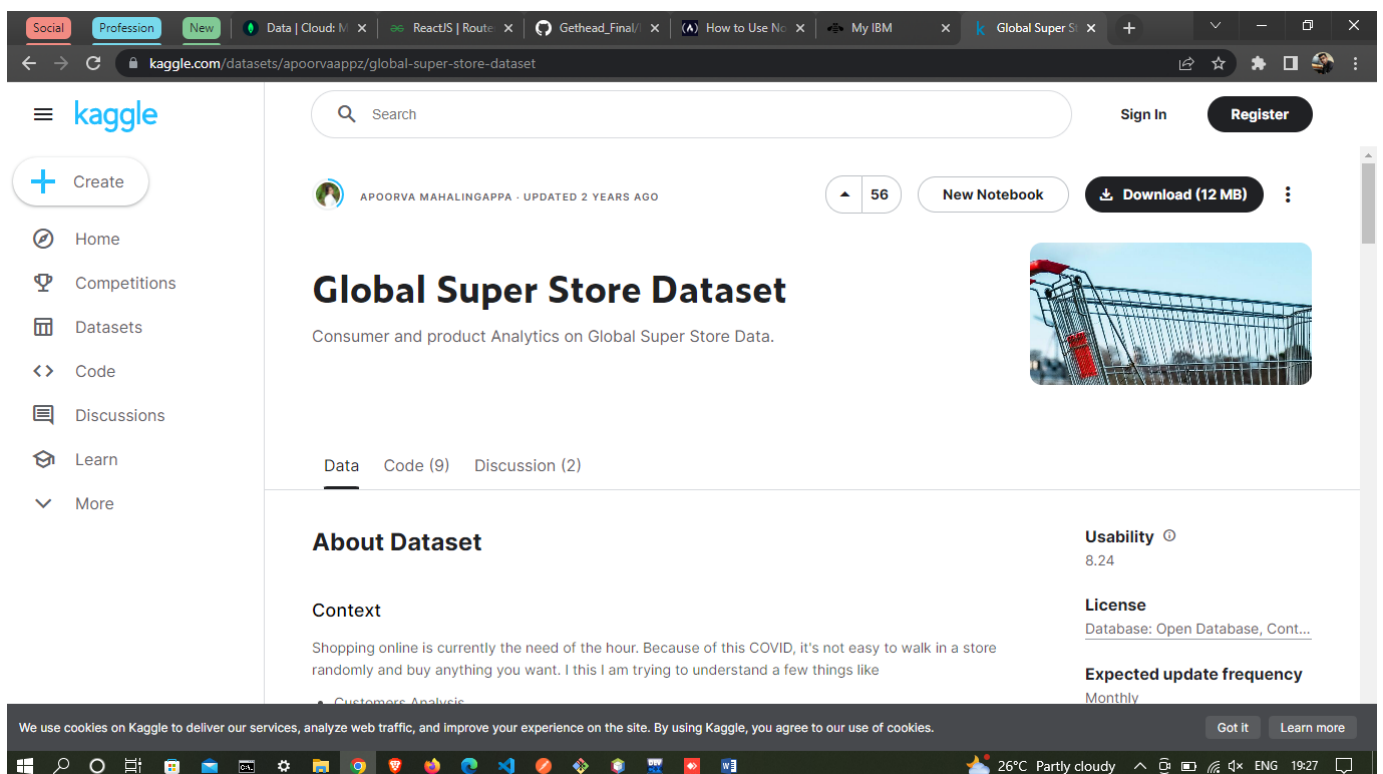 Social Profession New Data | Cloud: M ReactJS | Route Gethead_Final/ How to Use No My IBM Global Super St
kaggle.com/datasets/apoorvaappz/global-super-store-dataset
kaggle
Search
Sign In
Register
Create
Home
Competitions
Datasets
Code
Discussions
Learn
More
APOORVA MAHALINGAPPA · UPDATED 2 YEARS AGO
56
New Notebook
Download (12 MB)
Global Super Store Dataset
Consumer and product Analytics on Global Super Store Data.
Data Code (9) Discussion (2)
About Dataset
Context
Shopping online is currently the need of the hour. Because of this COVID, it's not easy to walk in a store
randomly and buy anything you want. I this I am trying to understand a few things like
• Customers Analysis
Usability
8.24
License
Database: Open Database, Cont...
Expected update frequency
Monthly
We use cookies on Kaggle to deliver our services, analyze web traffic, and improve your experience on the site. By using Kaggle, you agree to our use of cookies.
Got it
Learn more
26°C Partly cloudy ENG 19:27